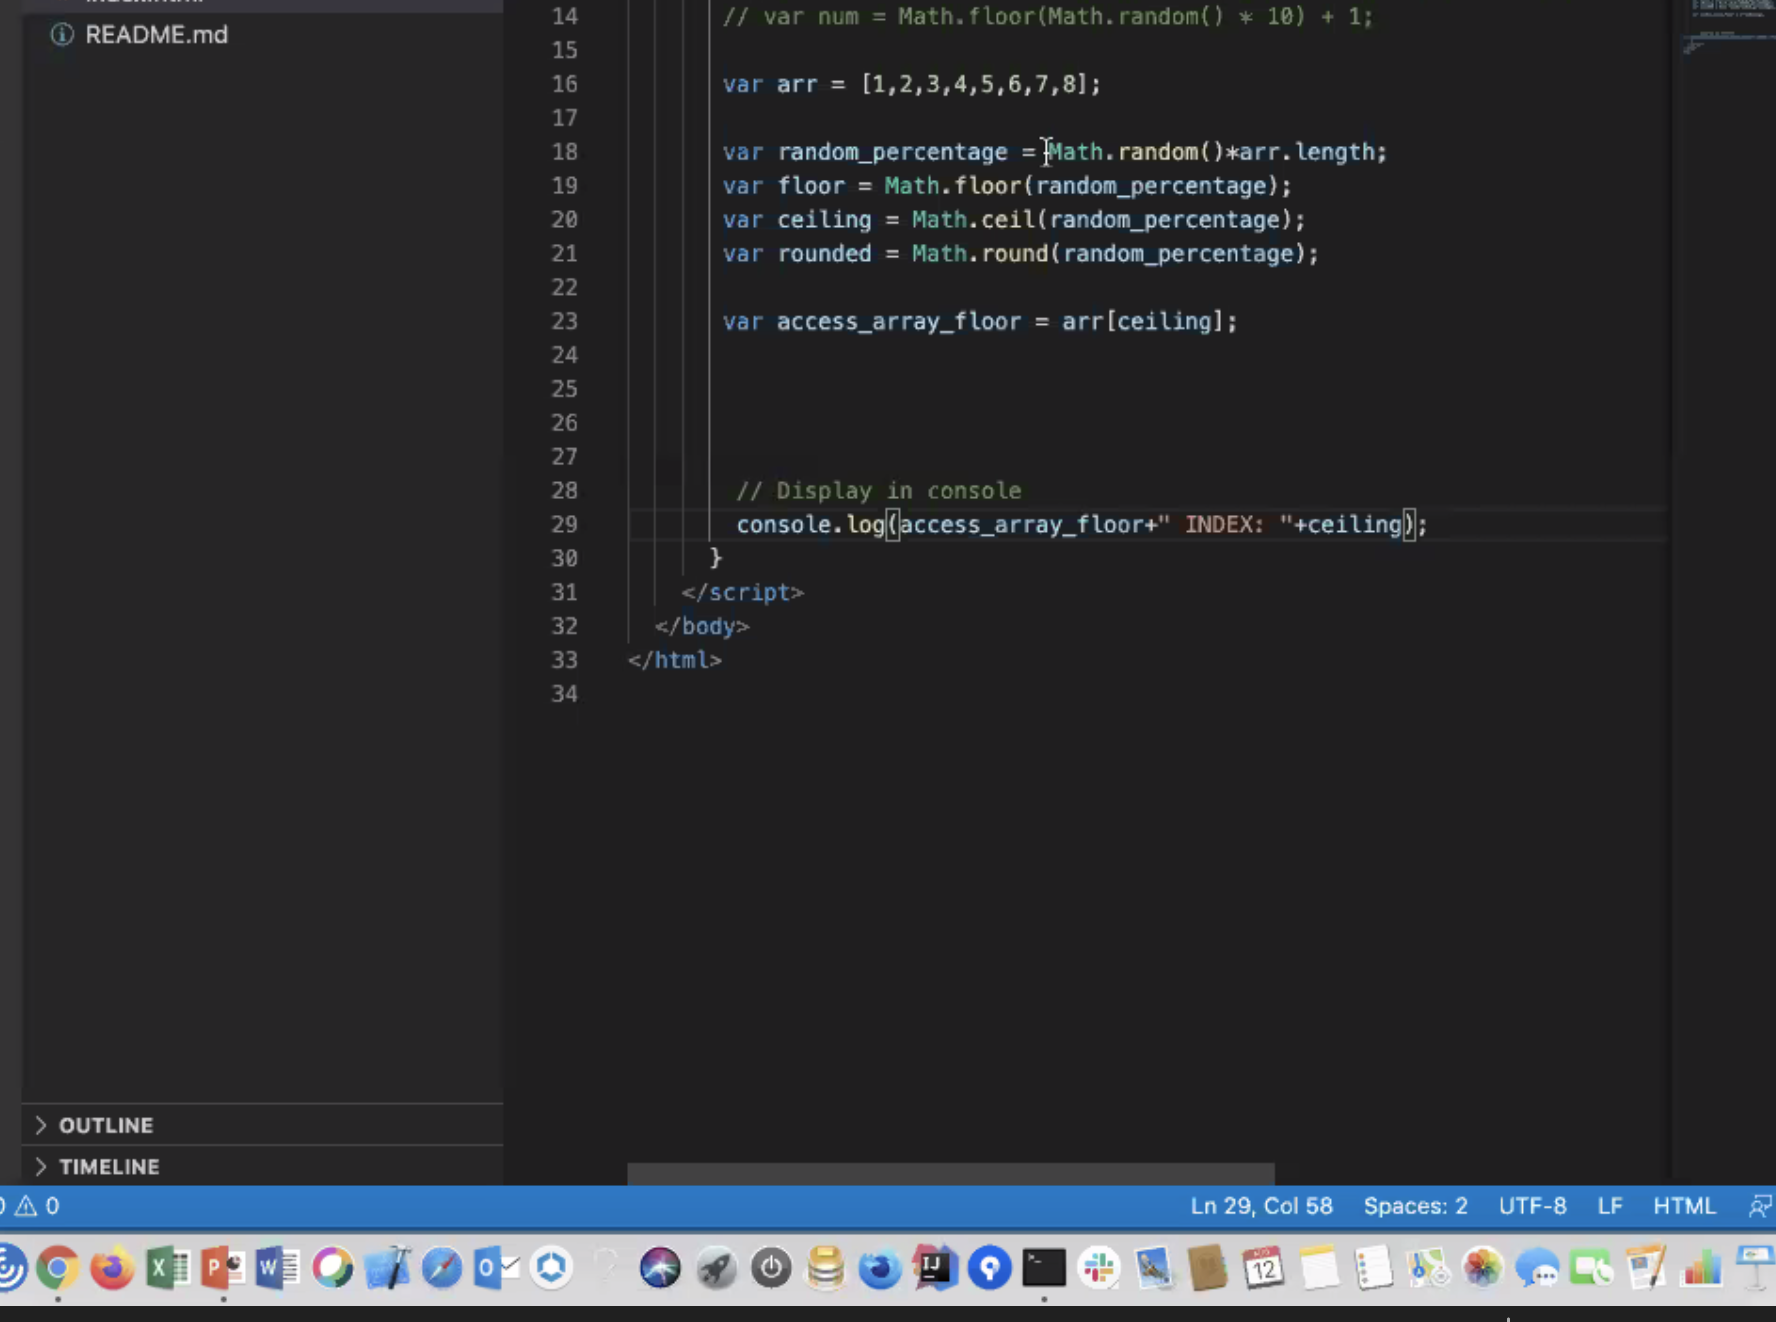 README.md
14 // var num = Math.floor(Math.random() * 10) + 1;
15
16 var arr = [1,2,3,4,5,6,7,8];
17
18 var random_percentage = Math.random()*arr.length;
19 var floor = Math.floor(random_percentage);
20 var ceiling = Math.ceil(random_percentage);
21 var rounded = Math.round(random_percentage);
22
23 var access_array_floor = arr[ceiling];
24
25
26
27
28 // Display in console
29 console.log(access_array_floor+" INDEX: "+ceiling);
30 }
31 </script>
32 </body>
33 </html>
34
OUTLINE
TIMELINE
0 Ln 29, Col 58 Spaces: 2 UTF-8 LF HTML
X P W O IJ >_ AUG 12